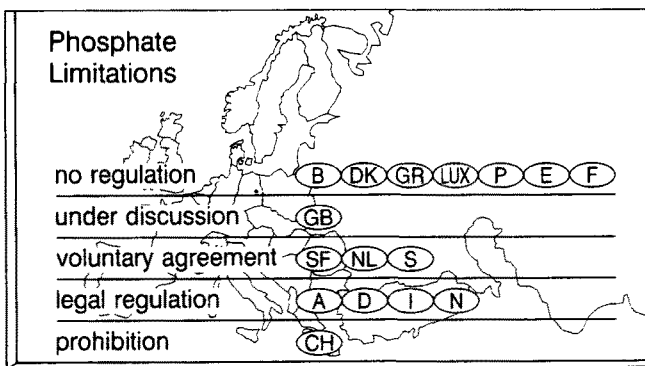 Phosphate
Limitations
no regulation B DK GR LUX P E F
under discussion GB
voluntary agreement SF NL S
legal regulation A D I N
prohibition CH